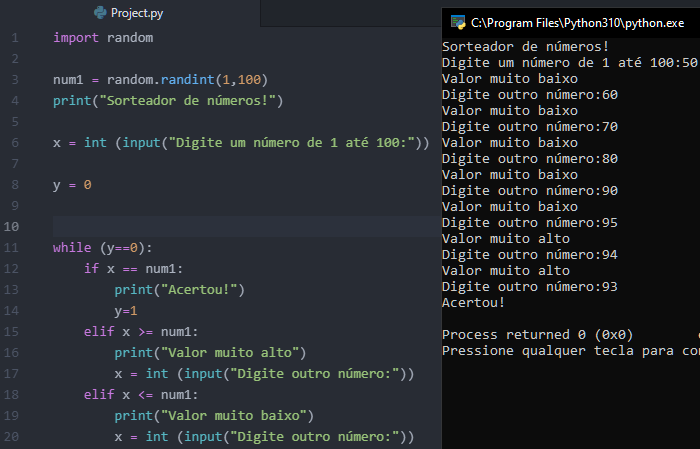 Project.py
1 import random
2
3 num1 = random.randint(1,100)
4 print("Sorteador de números!")
5
6 x = int (input("Digite um número de 1 até 100:"))
7
8 y = 0
9
10
11 while (y==0):
12 if x == num1:
13 print("Acertou!")
14 y=1
15 elif x >= num1:
16 print("Valor muito alto")
17 x = int (input("Digite outro número:"))
18 elif x <= num1:
19 print("Valor muito baixo")
20 x = int (input("Digite outro número:"))
C:\Program Files\Python310\python.exe
Sorteador de números!
Digite um número de 1 até 100:50
Valor muito baixo
Digite outro número:60
Valor muito baixo
Digite outro número:70
Valor muito baixo
Digite outro número:80
Valor muito baixo
Digite outro número:90
Valor muito baixo
Digite outro número:95
Valor muito alto
Digite outro número:94
Valor muito alto
Digite outro número:93
Acertou!
Process returned 0 (0x0)
Pressione qualquer tecla para